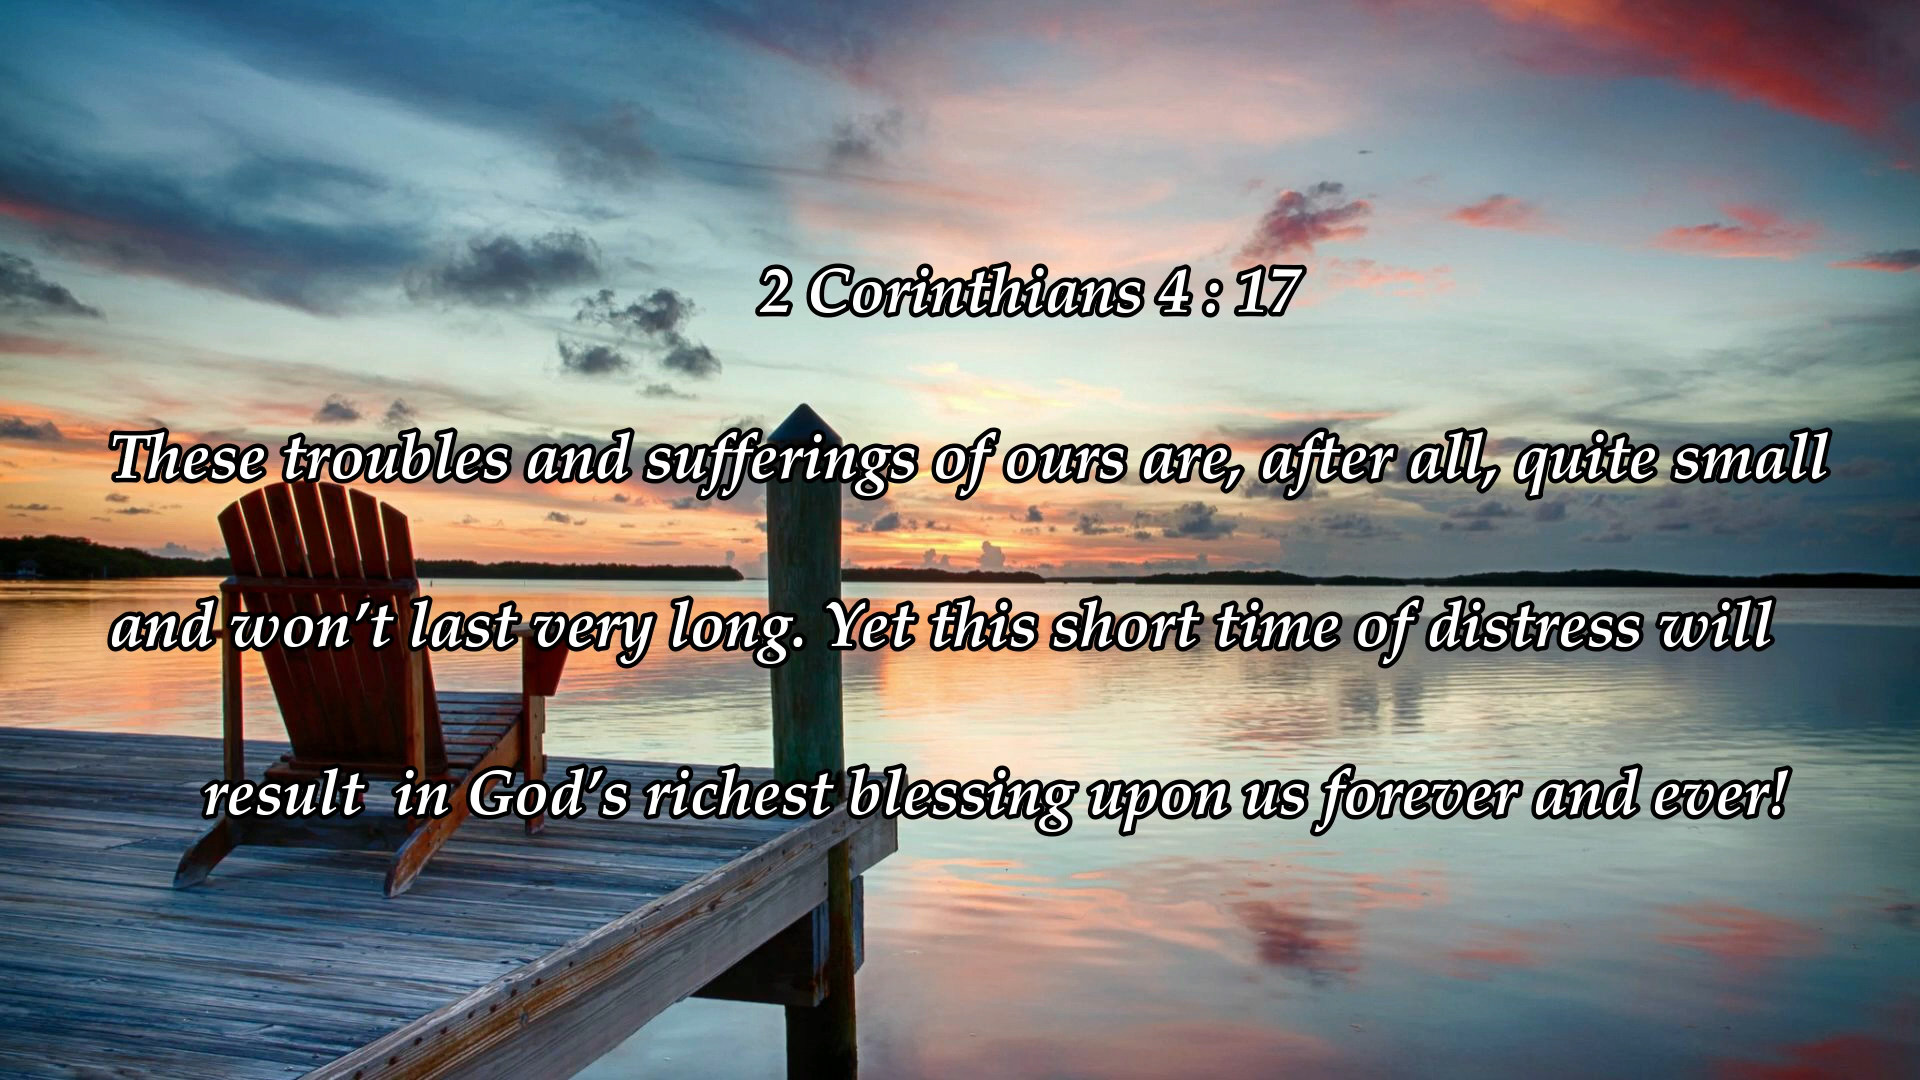 2 Corinthians 4 : 17
These troubles and sufferings of ours are, after all, quite small
and won’t last very long. Yet this short time of distress will
result in God’s richest blessing upon us forever and ever!